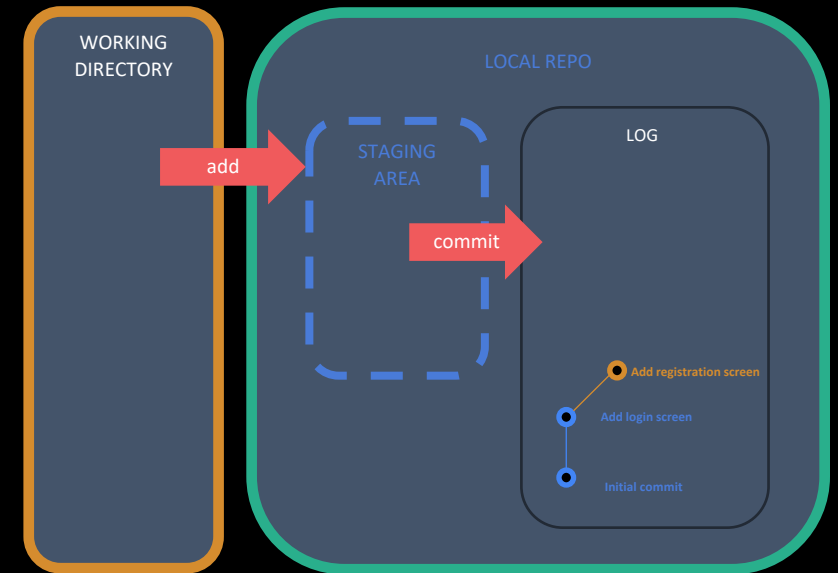 WORKING
DIRECTORY
LOCAL REPO
add
STAGING
AREA
commit
LOG
Add registration screen
Add login screen
Initial commit